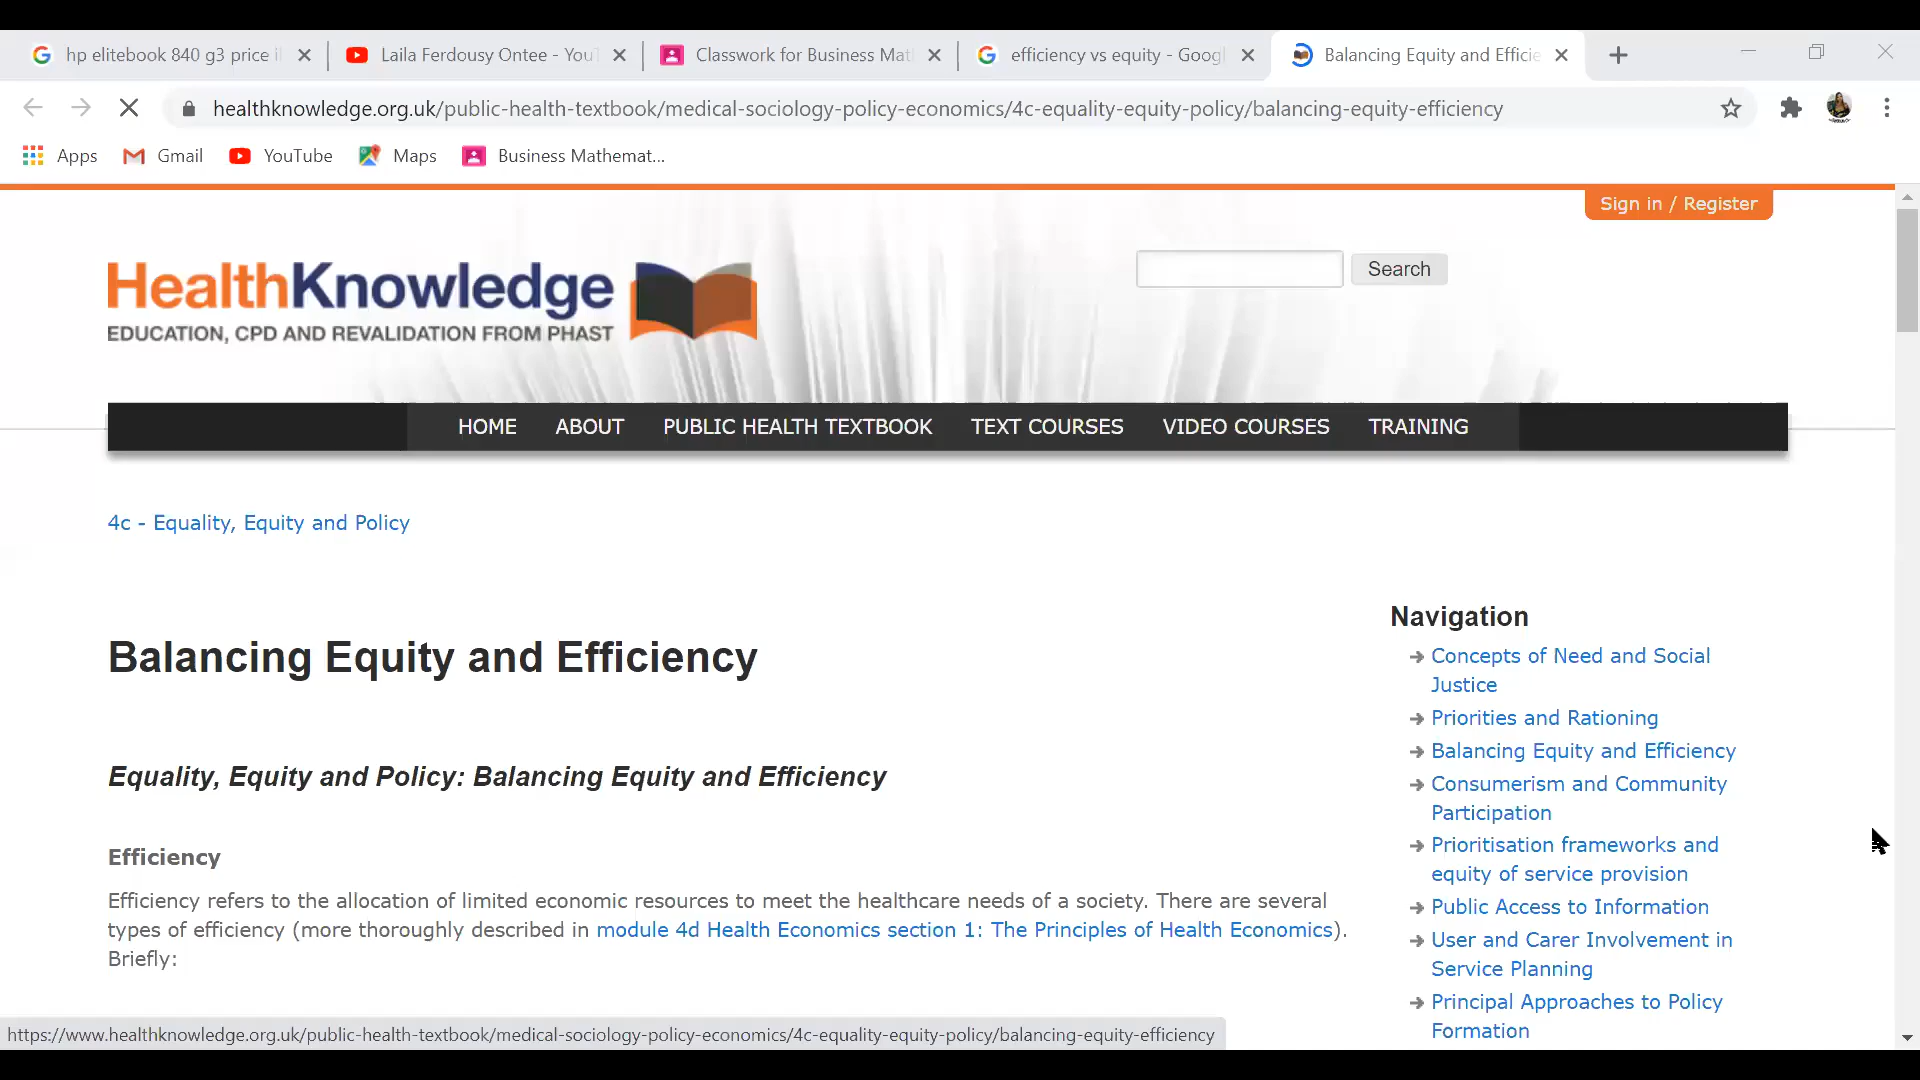 hp elitebook 840 g3 price i
Laila Ferdousy Ontee - You
Classwork for Business Mat
efficiency vs equity - Googl
Balancing Equity and Efficie
healthknowledge.org.uk/public-health-textbook/medical-sociology-policy-economics/4c-equality-equity-policy/balancing-equity-efficiency
Apps
Gmail
YouTube
Maps
Business Mathemat...
Sign in / Register
HealthKnowledge
EDUCATION, CPD AND REVALIDATION FROM PHAST
Search
HOME
ABOUT
PUBLIC HEALTH TEXTBOOK
TEXT COURSES
VIDEO COURSES
TRAINING
4c - Equality, Equity and Policy
Balancing Equity and Efficiency
Equality, Equity and Policy: Balancing Equity and Efficiency
Efficiency
Efficiency refers to the allocation of limited economic resources to meet the healthcare needs of a society. There are several
types of efficiency (more thoroughly described in module 4d Health Economics section 1: The Principles of Health Economics).
Briefly:
Navigation
Concepts of Need and Social
Justice
Priorities and Rationing
Balancing Equity and Efficiency
Consumerism and Community
Participation
Prioritisation frameworks and
equity of service provision
Public Access to Information
User and Carer Involvement in
Service Planning
Principal Approaches to Policy
Formation
https://www.healthknowledge.org.uk/public-health-textbook/medical-sociology-policy-economics/4c-equality-equity-policy/balancing-equity-efficiency